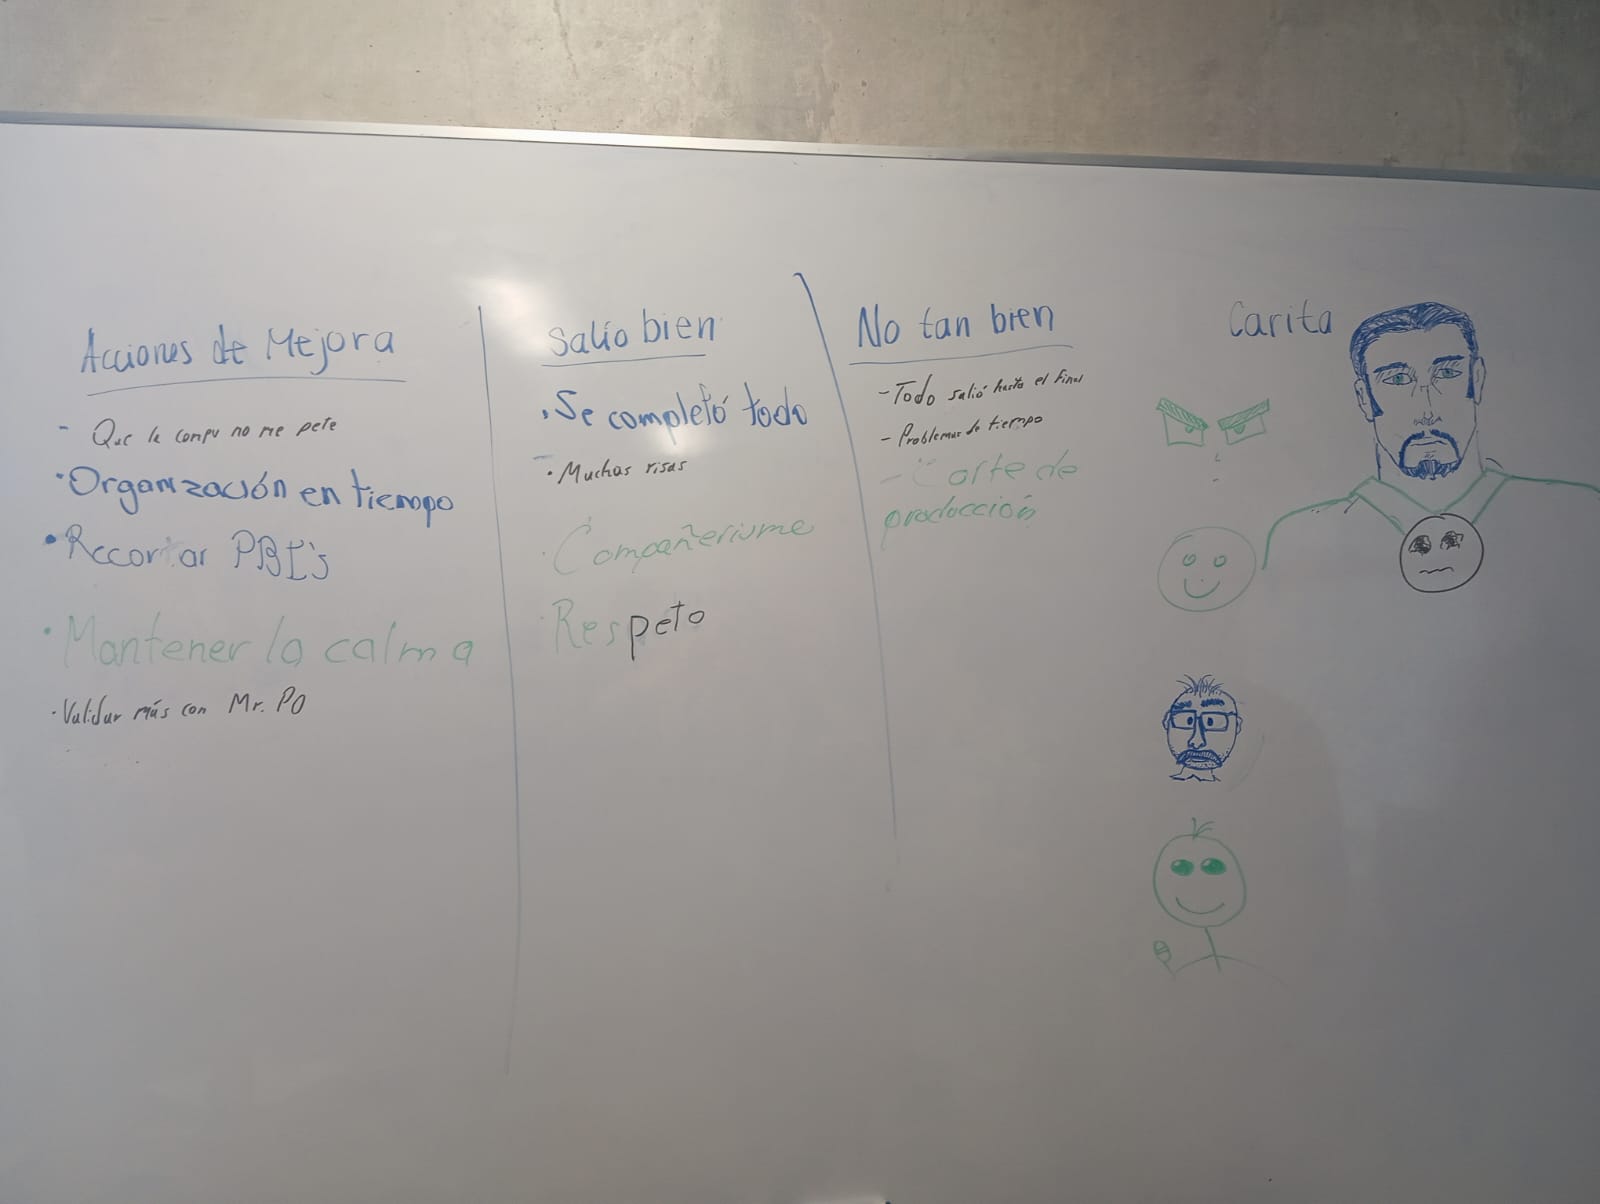 Acciones de Mejora
- Que la compu no me pete
• Organización en tiempo
• Recortar PBI's
• Mantener la calma
• Validar más con Mr. PO
Salio bien
• Se completó todo
• Muchas risas
• Compañerisme
• Respeto
No tan bien
- Todo salió hasta el final
- Problemas de tiempo
- Corte de
producción
Carita